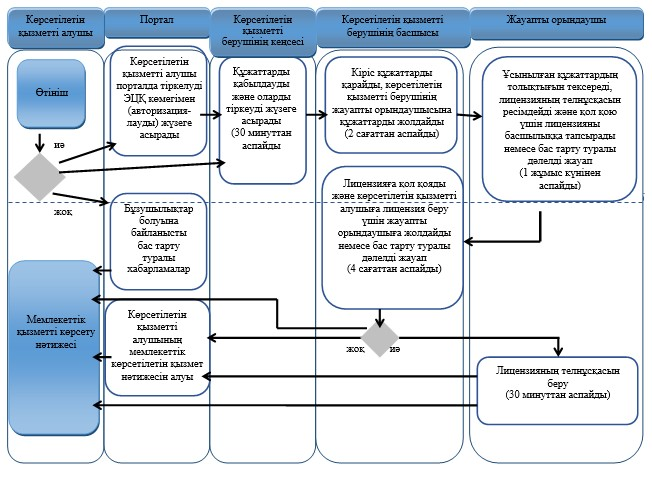 Көрсетілетін
қызметті алушы
Портал
Көрсетілетін
қызметті
берушінің кеңсесі
Көрсетілетін қызметті
берушінің басшысы
Жауапты орындаушы
Өтініш
иә
жоқ
Көрсетілетін
қызметті алушы
порталда тіркелуді
ЭЦҚ көмегімен
(авторизация-
лауды) жүзеге
асырады
Құжаттарды
қабылдауды
және оларды
тіркеуді жүзеге
асырады
(30 минуттан
аспайды)
Кіріс құжаттарды
қарайды, көрсетілетін
қызметті берушінің
жауапты орындаушысына
құжаттарды жолдайды
(2 сағаттан аспайды)
Ұсынылған құжаттардың
толықтығын тексереді,
лицензияның телнұсқасын
ресімдейді және қол қою
үшін лицензияны
басшылыққа тапсырады
немесе бас тарту туралы
дәлелді жауап
(1 жұмыс күнінен
аспайды)
Бұзушылықтар
болуына
байланысты
бас тарту
туралы
хабарламалар
Лицензияға қол қояды
және көрсетілетін қызметті
алушыға лицензия беру
үшін жауапты
орындаушыға жолдайды
немесе бас тарту туралы
дәлелді жауап
(4 сағаттан аспайды)
Мемлекеттік
қызметті көрсету
нәтижесі
Көрсетілетін
қызметті
алушының
мемлекеттік
көрсетілетін қызмет
нәтижесін алуы
жоқ
иә
Лицензияның телнұсқасын
беру
(30 минуттан аспайды)